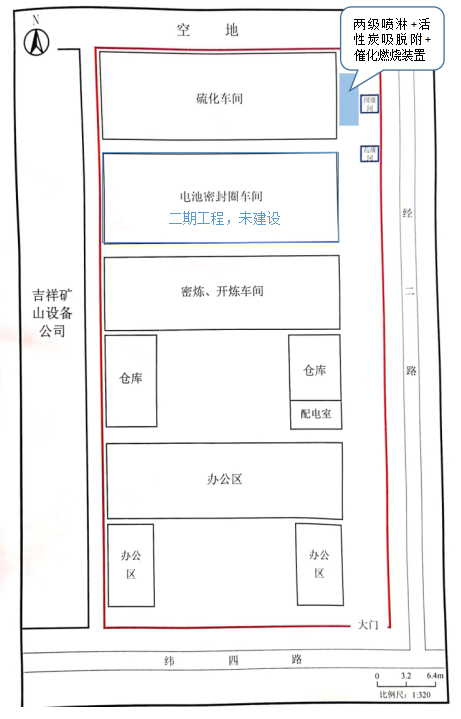 N
空 地
两级喷淋+活
性炭吸脱附+
催化燃烧装置
硫化车间
电池密封圈车间
二期工程，未建设
经
二
路
吉祥矿
山设备
公司
密炼、开炼车间
仓库
仓库
配电室
办公区
办公
区
办公
区
大门
纬 四 路
0 3.2 6.4m
比例尺：1:320